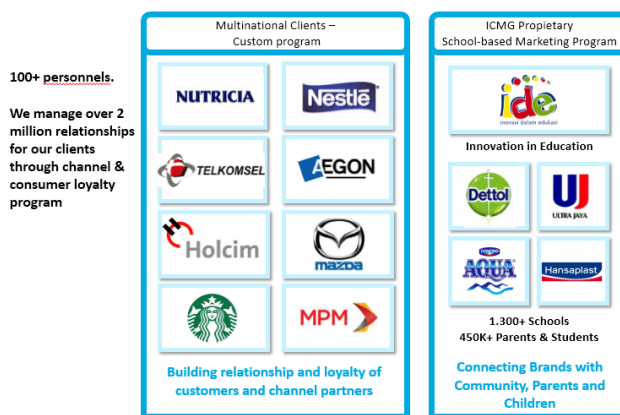 100+ personnels.
We manage over 2
million relationships
for our clients
through channel &
consumer loyalty
program
Multinational Clients –
Custom program
NUTRICIA
Nestlé
TELKOMSEL
AEGON
Holcim
mazda
MPM
Building relationship and loyalty of
customers and channel partners
ICMG Propietary
School-based Marketing Program
ide
inovasi dalam edukasi
Innovation in Education
Dettol
UJ
ULTRA JAYA
DANONE
AQUA
Hansaplast
1.300+ Schools
450K+ Parents & Students
Connecting Brands with
Community, Parents and
Children